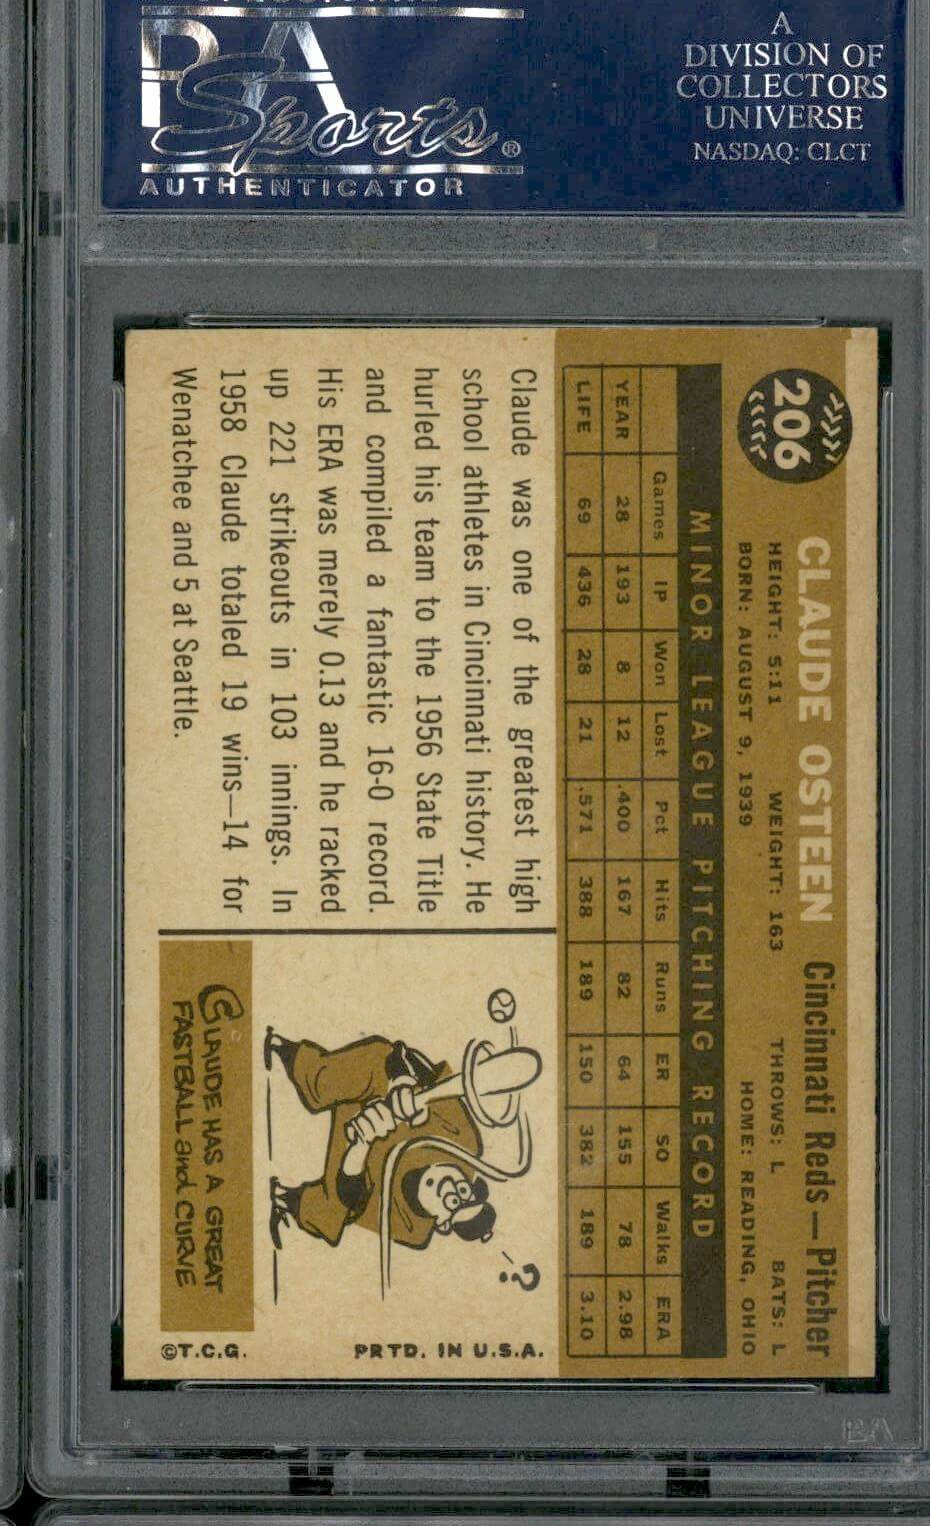 PSA
Sports®
AUTHENTICATOR
A
DIVISION OF
COLLECTORS
UNIVERSE
NASDAQ: CLCT
206
CLAUDE OSTEEN Cincinnati Reds—Pitcher
HEIGHT: 5:11 WEIGHT: 163 THROWS: L BATS: L
BORN: AUGUST 9, 1939 HOME: READING, OHIO
MINOR LEAGUE PITCHING RECORD
Games IP Won Lost Pct Hits Runs ER SO Walks ERA
YEAR 28 193 8 12 .400 167 82 64 155 78 2.98
LIFE 69 436 28 21 .571 388 189 150 382 189 3.10
Claude was one of the greatest high
school athletes in Cincinnati history. He
hurled his team to the 1956 State Title
and compiled a fantastic 16-0 record.
His ERA was merely 0.13 and he racked
up 221 strikeouts in 103 innings. In
1958 Claude totaled 19 wins—14 for
Wenatchee and 5 at Seattle.
?
CLAUDE HAS A GREAT
FASTBALL and CURVE
PRTD. IN U.S.A.
©T.C.G.